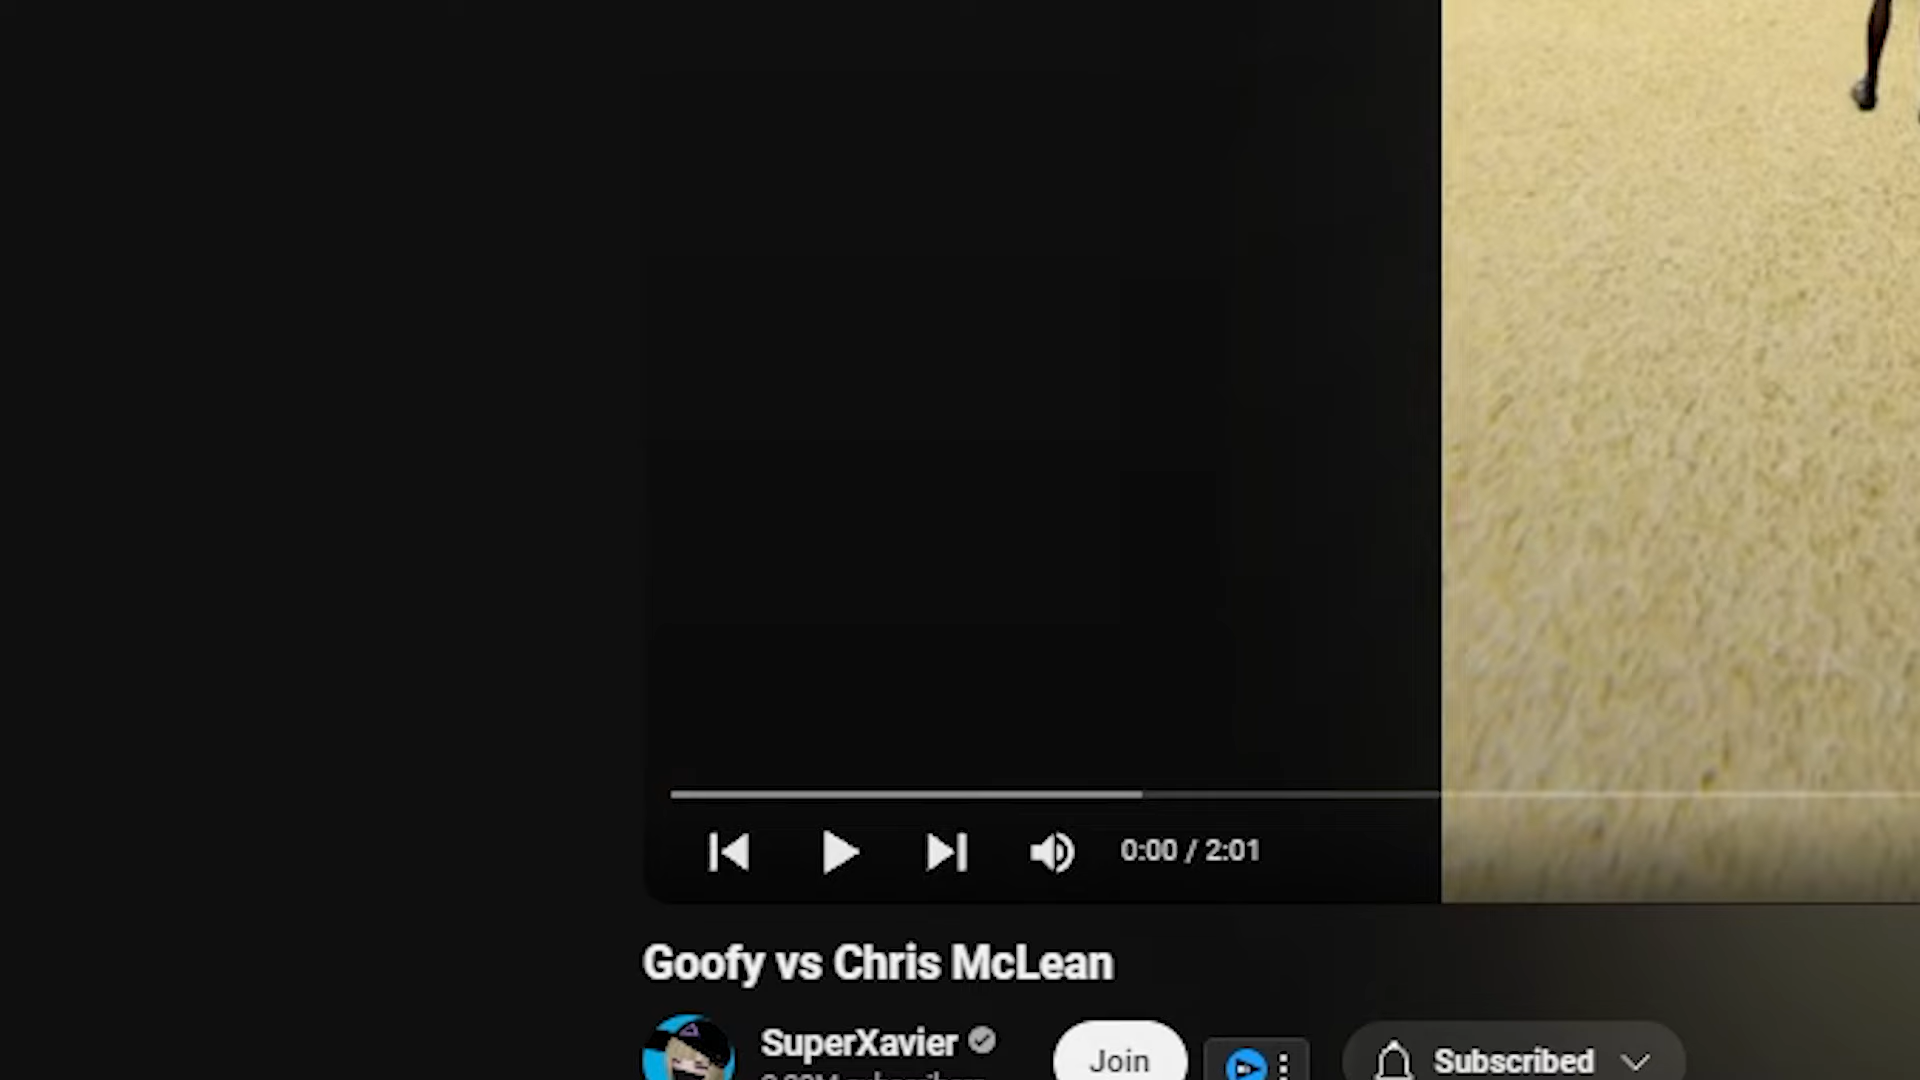 0:00 / 2:01
Goofy vs Chris McLean
SuperXavier
Join
Subscribed